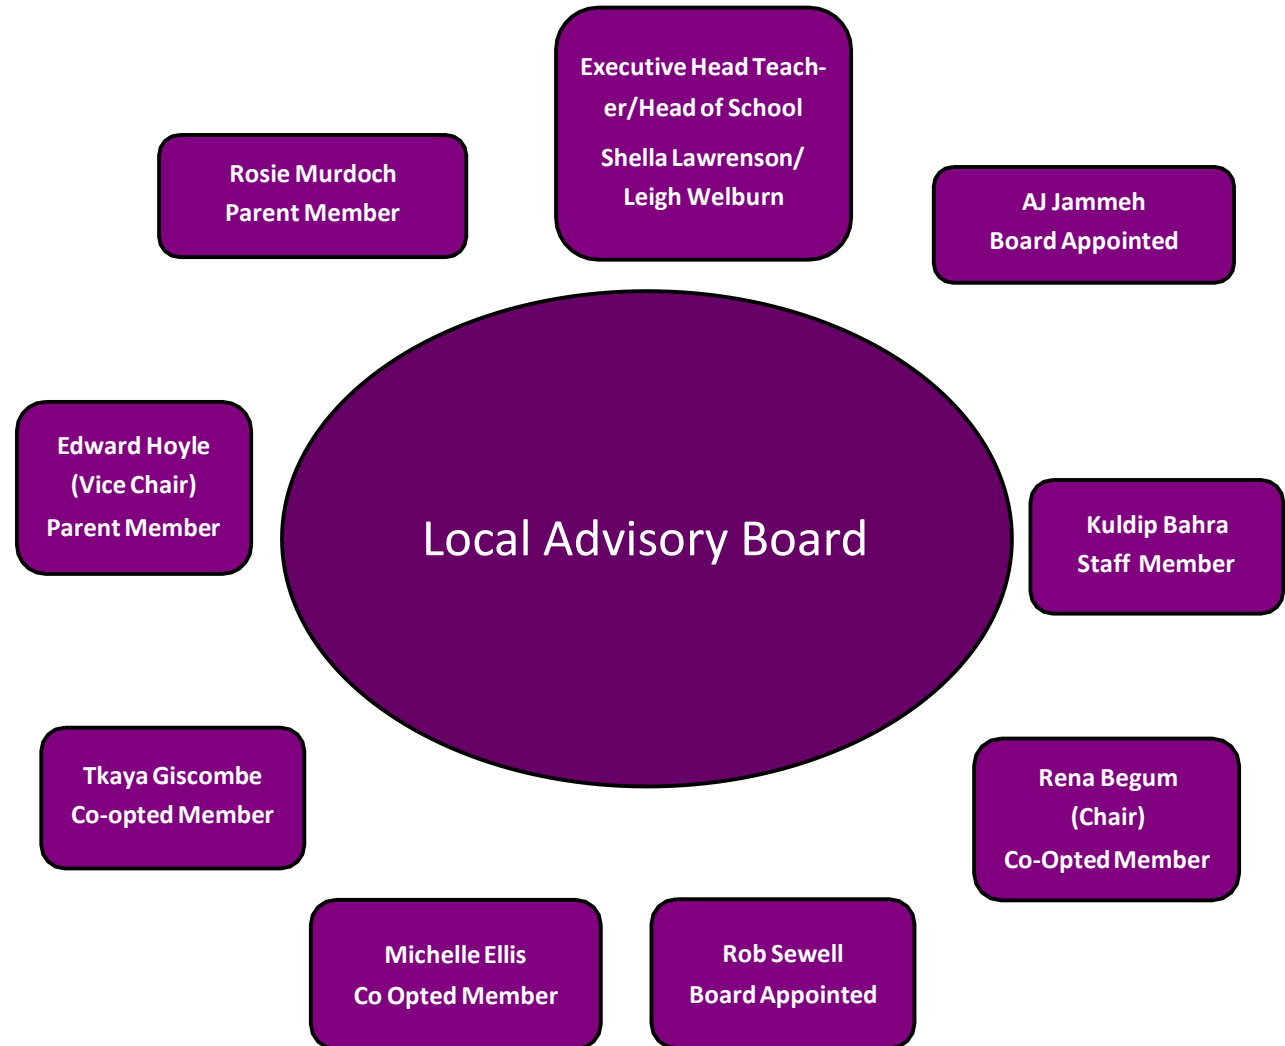 Executive Head Teach-
er/Head of School
Shella Lawrenson/
Leigh Welburn
Rosie Murdoch
Parent Member
AJ Jammeh
Board Appointed
Edward Hoyle
(Vice Chair)
Parent Member
Local Advisory Board
Kuldip Bahra
Staff Member
Tkaya Giscombe
Co-opted Member
Rena Begum
(Chair)
Co-Opted Member
Michelle Ellis
Co Opted Member
Rob Sewell
Board Appointed